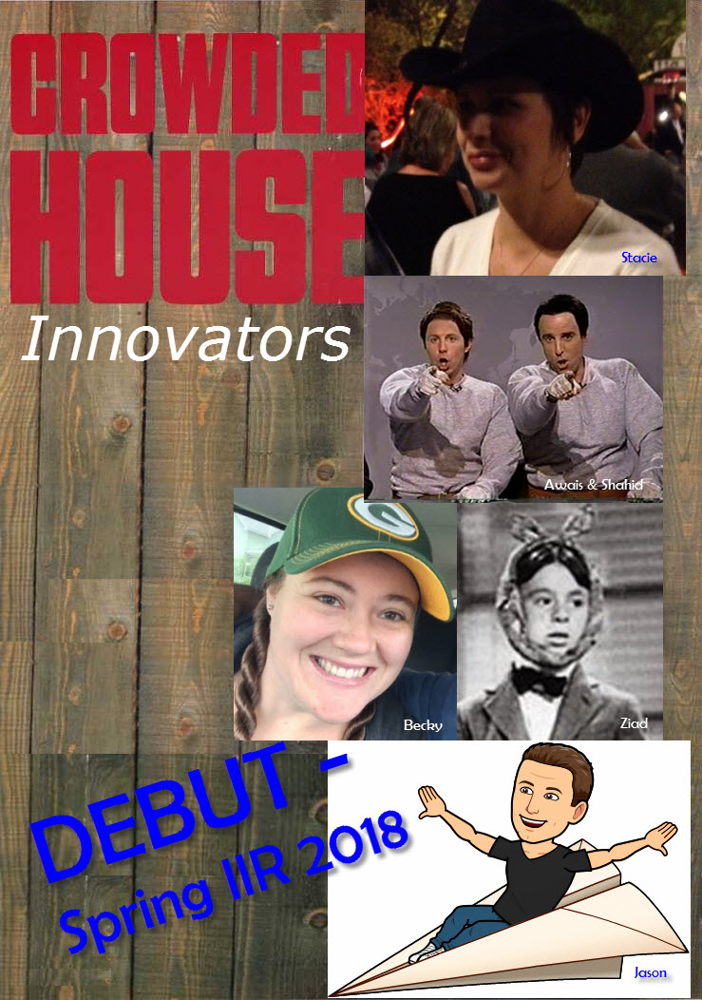 CROWDED
HOUSE
Innovators
Stacie
Awais & Shahid
G
Becky
Ziad
DEBUT -
Spring IIR 2018
Jason